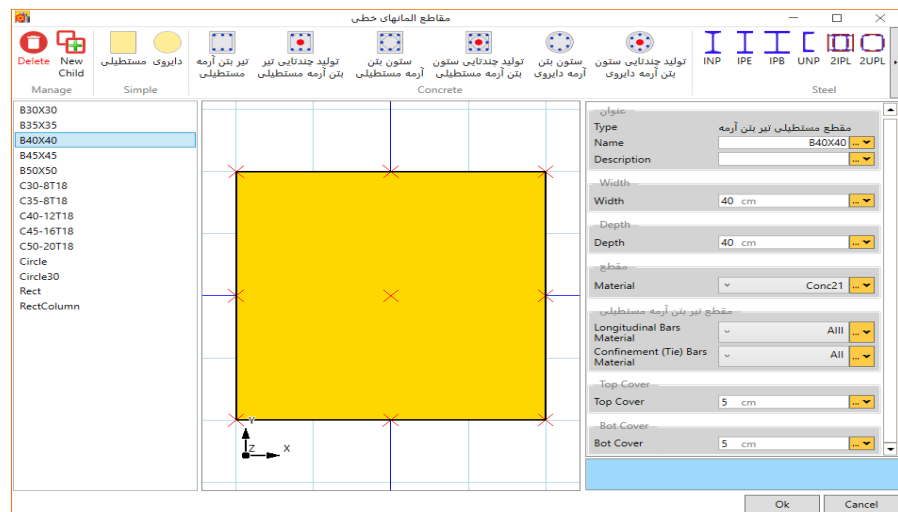 مقاطع المانهای خطی
Delete
New Child
مستطیلی
دایروی
تیر بتن آرمه مستطیلی
تولید چندتایی تیر بتن آرمه مستطیلی
ستون بتن آرمه مستطیلی
تولید چندتایی ستون بتن آرمه مستطیلی
ستون بتن آرمه دایروی
تولید چندتایی ستون بتن آرمه دایروی
INP
IPE
IPB
UNP
2IPL
2UPL
Manage
Simple
Concrete
Steel
B30X30
B35X35
B40X40
B45X45
B50X50
C30-8T18
C35-8T18
C40-12T18
C45-16T18
C50-20T18
Circle
Circle30
Rect
RectColumn
Y
Z
X
عنوان
Type مقطع مستطیلی تیر بتن آرمه
Name B40X40 ...
Description ...
Width
Width 40 cm ...
Depth
Depth 40 cm ...
مقطع
Material Conc21 ...
مقطع تیر بتن آرمه مستطیلی
Longitudinal Bars Material AIII ...
Confinement (Tie) Bars Material AII ...
Top Cover
Top Cover 5 cm ...
Bot Cover
Bot Cover 5 cm ...
Ok
Cancel